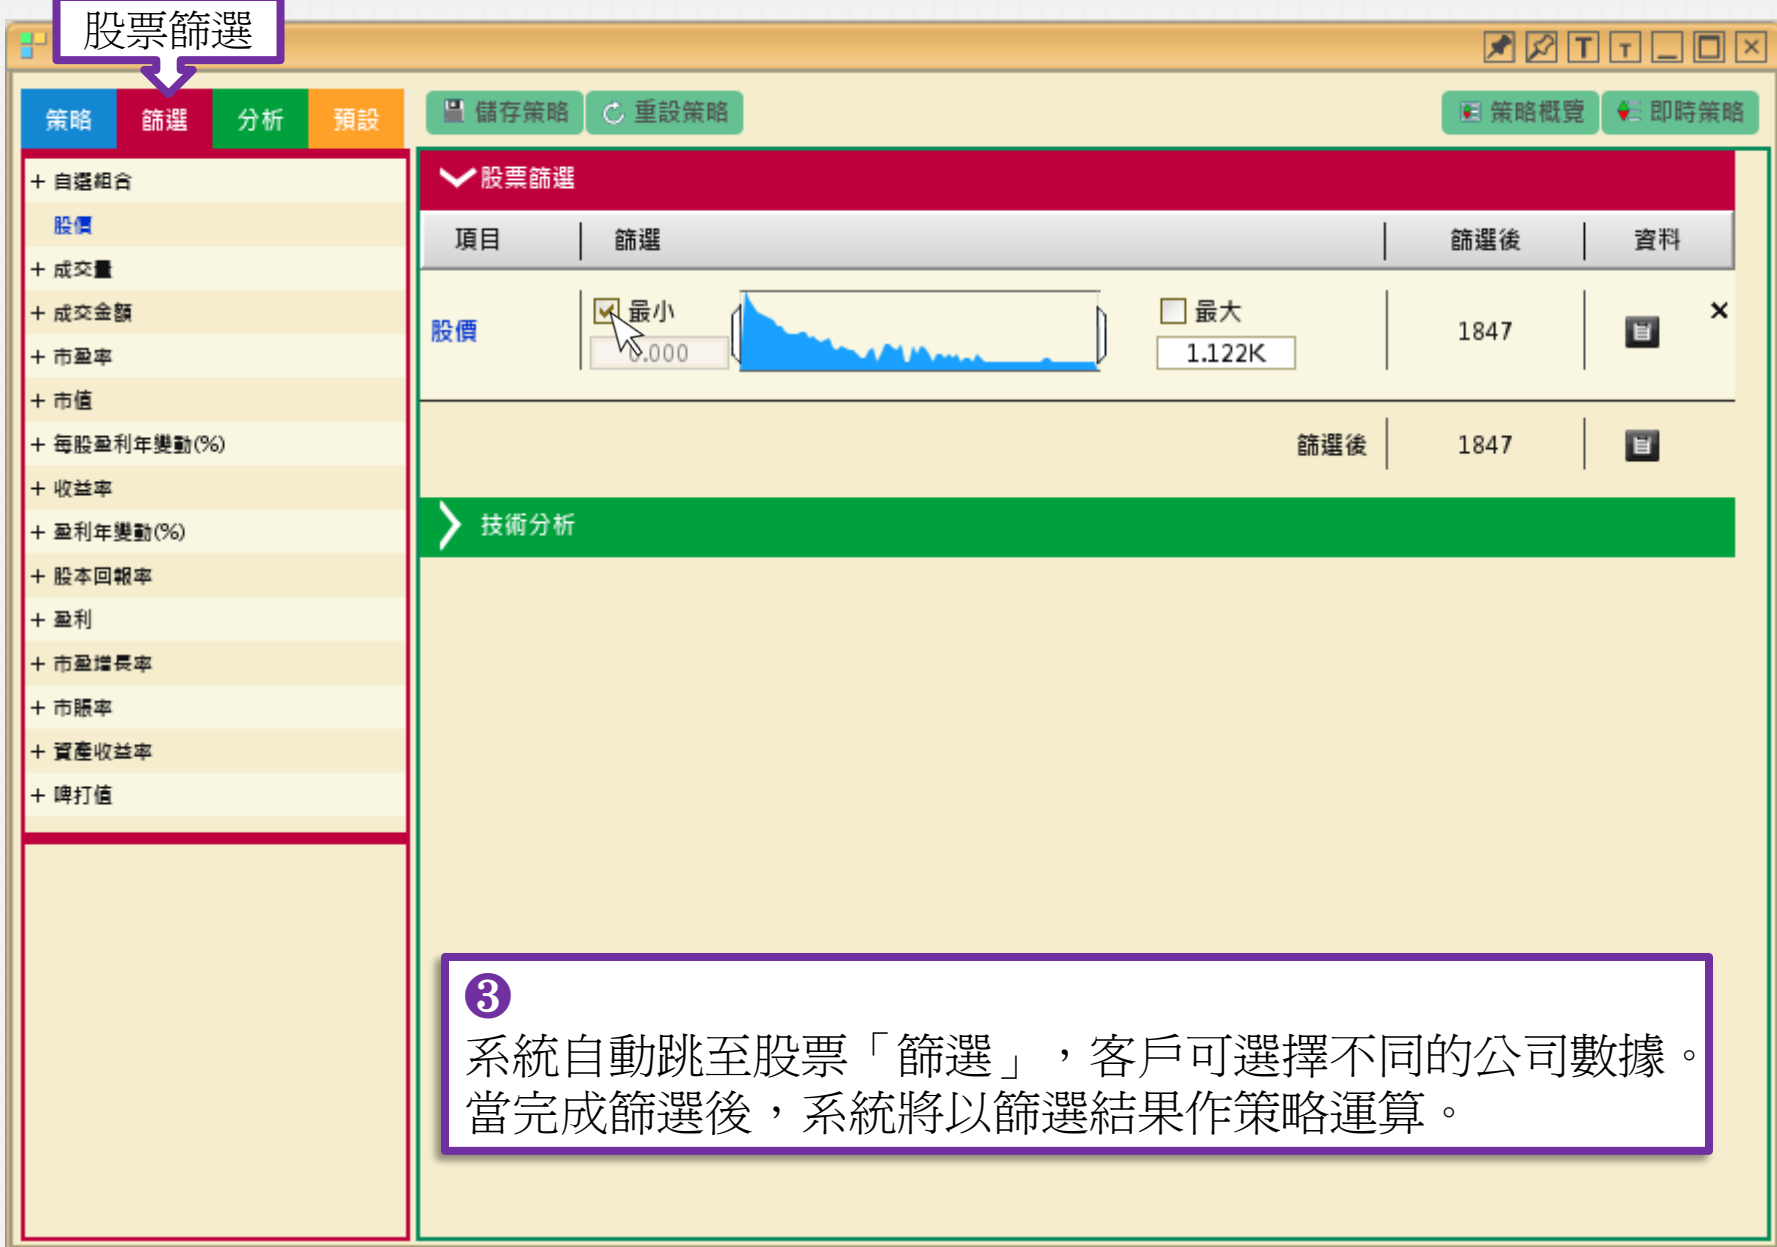 股票篩選
T T
策略 篩選 分析 預設
儲存策略 重設策略 策略概覽 即時策略
+ 自選組合
股價
+ 成交量
+ 成交金額
+ 市盈率
+ 市值
+ 每股盈利年變動(%)
+ 收益率
+ 盈利年變動(%)
+ 股本回報率
+ 盈利
+ 市盈增長率
+ 市賬率
+ 資產收益率
+ 啤打值
股票篩選
項目 篩選 篩選後 資料
股價 最小 最大 1847
0.000 1.122K
篩選後 1847
技術分析
❸
系統自動跳至股票「篩選」，客戶可選擇不同的公司數據。
當完成篩選後，系統將以篩選結果作策略運算。